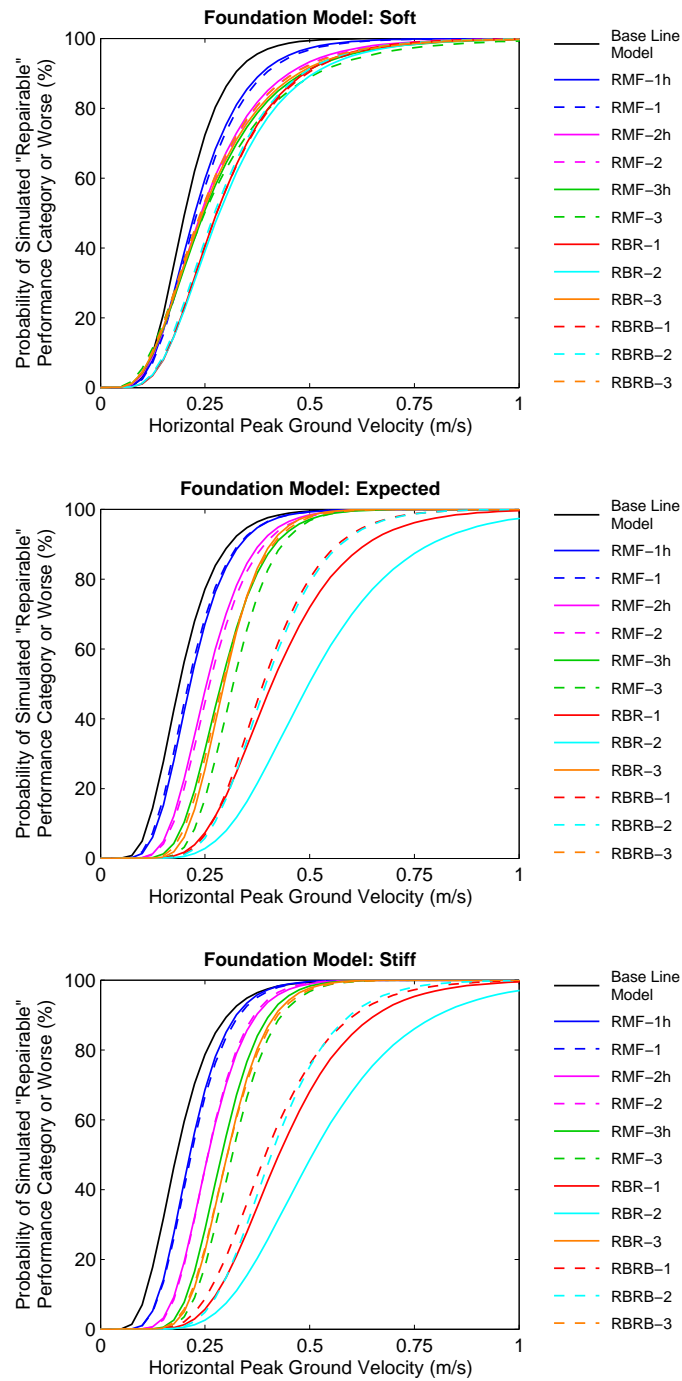 Foundation Model: Soft
Probability of Simulated "Repairable"
Performance Category or Worse (%)
100
80
60
40
20
0
0 0.25 0.5 0.75 1
Horizontal Peak Ground Velocity (m/s)
Base Line
Model
RMF−1h
RMF−1
RMF−2h
RMF−2
RMF−3h
RMF−3
RBR−1
RBR−2
RBR−3
RBRB−1
RBRB−2
RBRB−3
Foundation Model: Expected
Probability of Simulated "Repairable"
Performance Category or Worse (%)
100
80
60
40
20
0
0 0.25 0.5 0.75 1
Horizontal Peak Ground Velocity (m/s)
Base Line
Model
RMF−1h
RMF−1
RMF−2h
RMF−2
RMF−3h
RMF−3
RBR−1
RBR−2
RBR−3
RBRB−1
RBRB−2
RBRB−3
Foundation Model: Stiff
Probability of Simulated "Repairable"
Performance Category or Worse (%)
100
80
60
40
20
0
0 0.25 0.5 0.75 1
Horizontal Peak Ground Velocity (m/s)
Base Line
Model
RMF−1h
RMF−1
RMF−2h
RMF−2
RMF−3h
RMF−3
RBR−1
RBR−2
RBR−3
RBRB−1
RBRB−2
RBRB−3